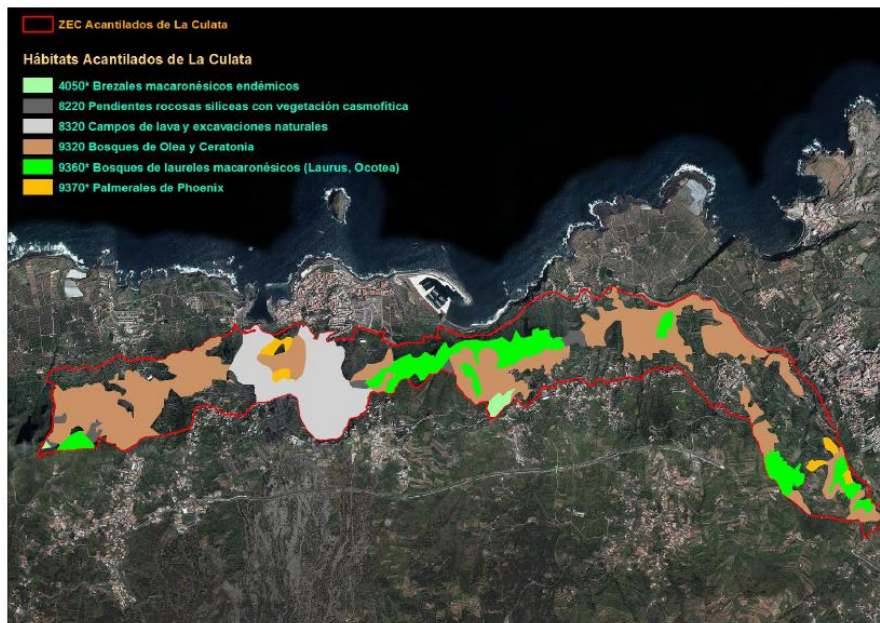 ZEC Acantilados de La Culata
Hábitats Acantilados de La Culata
4050* Brezales macaronésicos endémicos
8220 Pendientes rocosas silíceas con vegetación casmofítica
8320 Campos de lava y excavaciones naturales
9320 Bosques de Olea y Ceratonia
9360* Bosques de laureles macaronésicos (Laurus, Ocotea)
9370* Palmerales de Phoenix